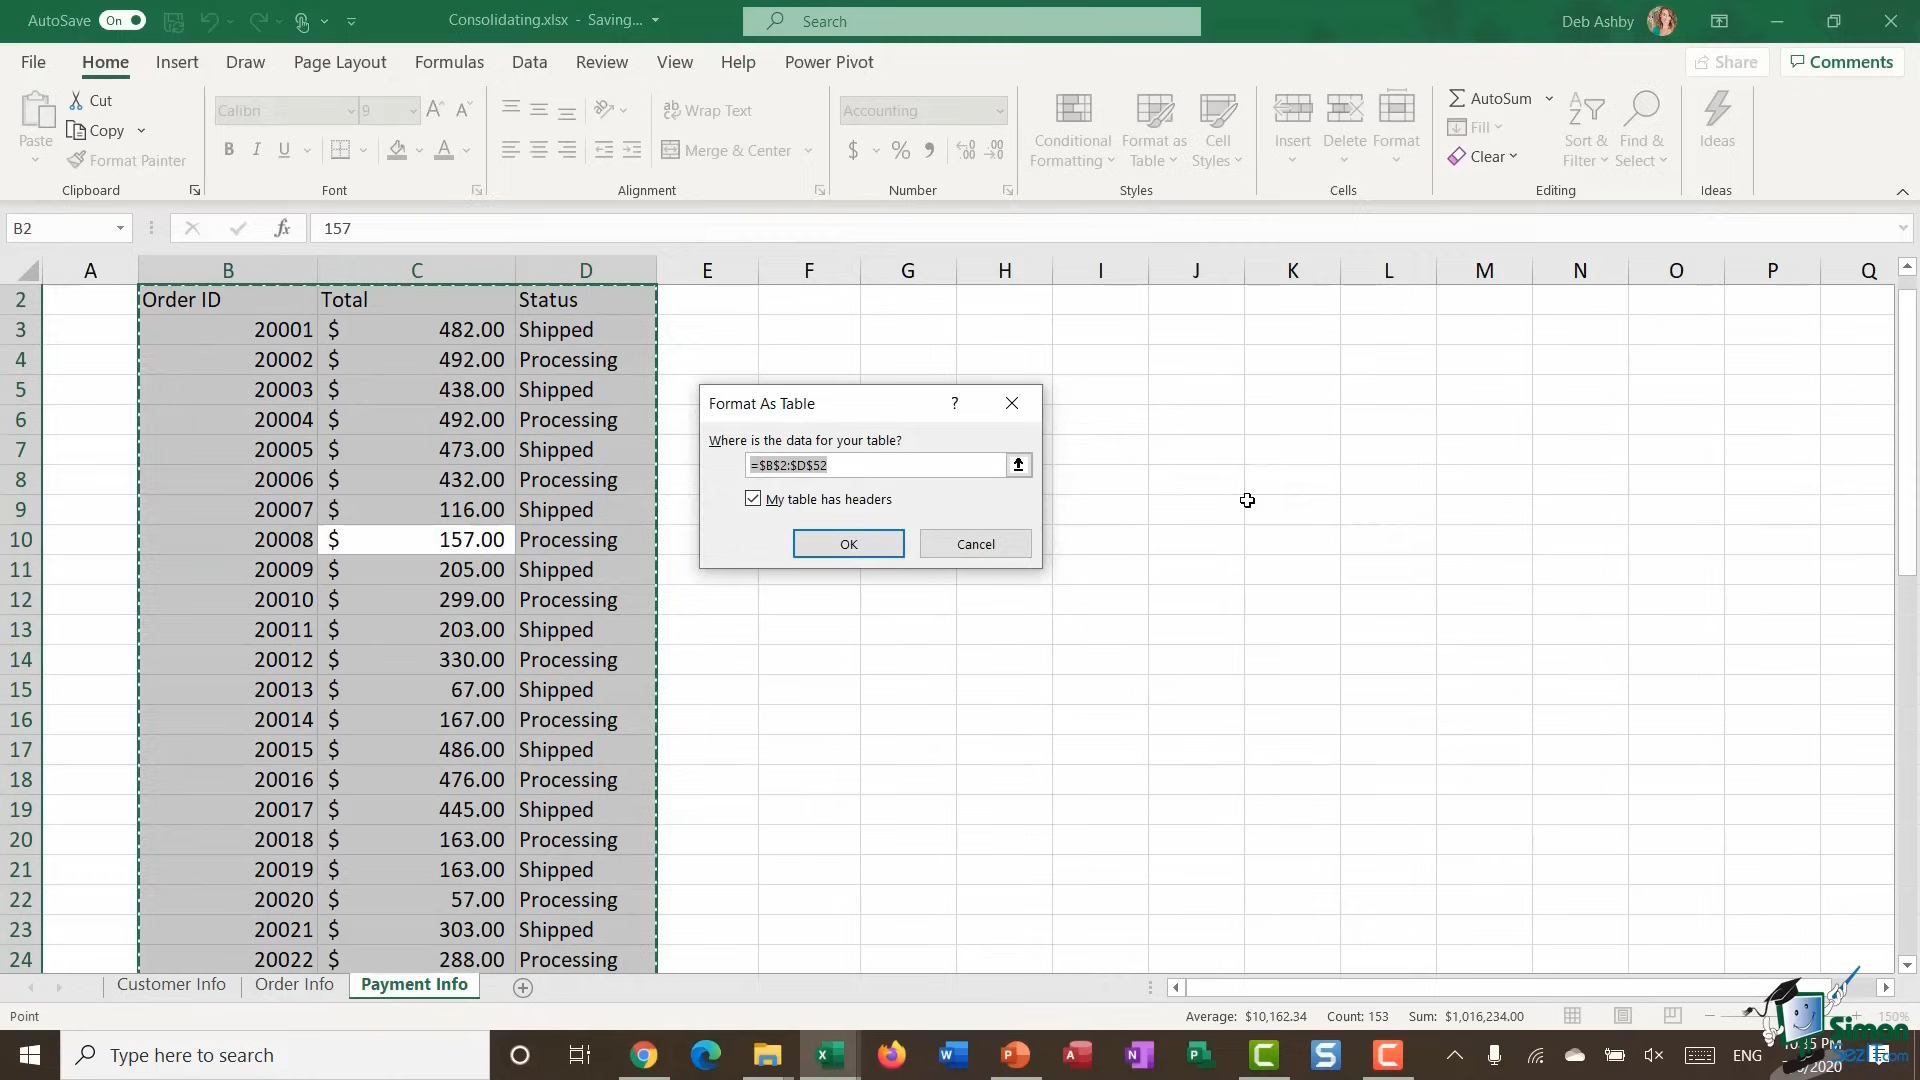 AutoSave On
Consolidating.xlsx - Saving...
Search
Deb Ashby
File Home Insert Draw Page Layout Formulas Data Review View Help Power Pivot
Share Comments
Paste
Cut
Copy
Format Painter
Clipboard
Calibri 9
B I U
Font
Wrap Text
Merge & Center
Alignment
Accounting
$ % ,
Number
Conditional Formatting
Format as Table
Cell Styles
Styles
Insert Delete Format
Cells
AutoSum
Fill
Clear
Sort & Filter
Find & Select
Editing
Ideas
Ideas
B2 fx 157
A B C D E F G H I J K L M N O P Q
2 Order ID Total Status
3 20001 $ 482.00 Shipped
4 20002 $ 492.00 Processing
5 20003 $ 438.00 Shipped
6 20004 $ 492.00 Processing
7 20005 $ 473.00 Shipped
8 20006 $ 432.00 Processing
9 20007 $ 116.00 Shipped
10 20008 $ 157.00 Processing
11 20009 $ 205.00 Shipped
12 20010 $ 299.00 Processing
13 20011 $ 203.00 Shipped
14 20012 $ 330.00 Processing
15 20013 $ 67.00 Shipped
16 20014 $ 167.00 Processing
17 20015 $ 486.00 Shipped
18 20016 $ 476.00 Processing
19 20017 $ 445.00 Shipped
20 20018 $ 163.00 Processing
21 20019 $ 163.00 Shipped
22 20020 $ 57.00 Processing
23 20021 $ 303.00 Shipped
24 20022 $ 288.00 Processing
Format As Table ?
Where is the data for your table?
=$B$2:$D$52
My table has headers
OK Cancel
Customer Info Order Info Payment Info
Point
Average: $10,162.34 Count: 153 Sum: $1,016,234.00
150%
Type here to search
ENG
Simon
SezIT.com